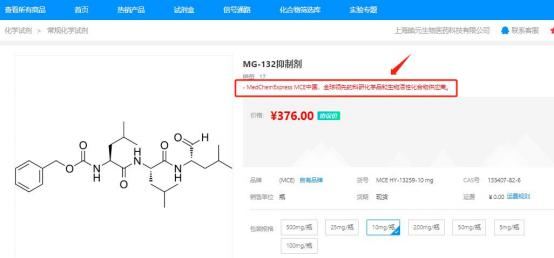 查看所有商品 首页 热销产品 试剂盒 信号通路 化合物筛选库 实验专题
化学试剂 > 常规化学试剂
上海皓元生物医药科技有限公司 联系客服
MG-132抑制剂
销量: 17
• MedChemExpress MCE中国，全球领先的科研化学品和生物活性化合物供应商。
价格: ¥376.00 协议价
品牌 (MCE) 所有品牌 货号 MCE HY-13259-10 mg CAS号 133407-82-6
销售单位 瓶 货期 现货 运费 ¥0.00 运费规则
包装规格: 500mg/瓶 25mg/瓶 10mg/瓶 200mg/瓶 50mg/瓶 5mg/瓶
100mg/瓶
H
N
O